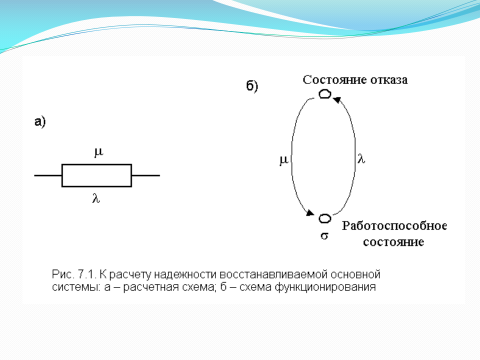 а)
μ
λ
б)
Состояние отказа
μ
λ
σ
Работоспособное
состояние
Рис. 7.1. К расчету надежности восстанавливаемой основной
системы: а – расчетная схема; б – схема функционирования